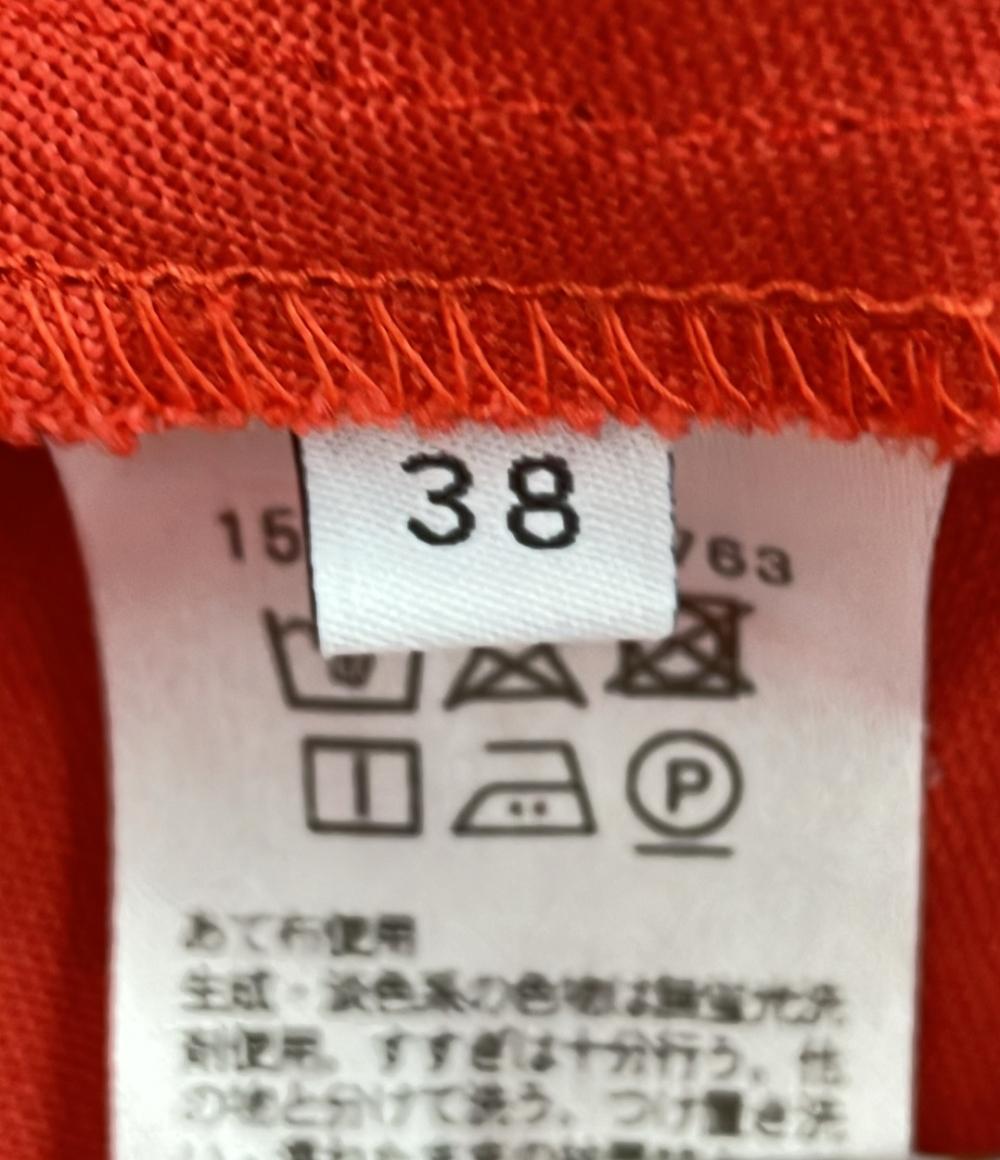 38
15 763
P
あて布使用
生成・淡色系の色物は無蛍光洗
剤使用。すすぎは十分行う。他
の物と分けて洗う。つけ置き洗